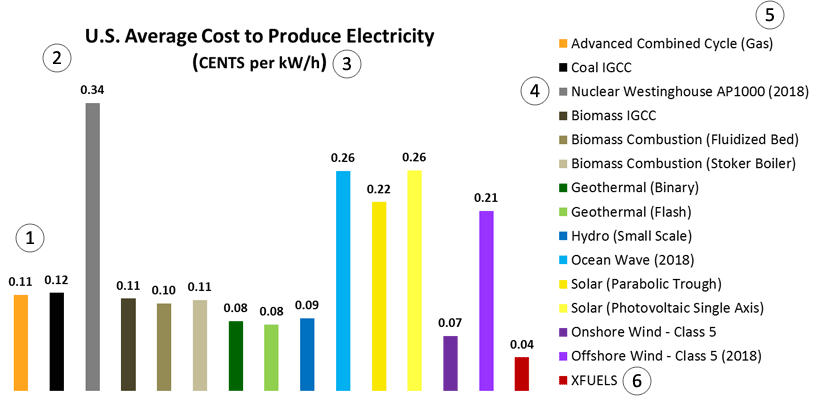 5
U.S. Average Cost to Produce Electricity
2
(CENTS per kW/h) 3
Advanced Combined Cycle (Gas)
Coal IGCC
4 Nuclear Westinghouse AP1000 (2018)
Biomass IGCC
Biomass Combustion (Fluidized Bed)
Biomass Combustion (Stoker Boiler)
Geothermal (Binary)
Geothermal (Flash)
Hydro (Small Scale)
Ocean Wave (2018)
Solar (Parabolic Trough)
Solar (Photovoltaic Single Axis)
Onshore Wind - Class 5
Offshore Wind - Class 5 (2018)
XFUELS 6
1
0.11 0.12 0.34 0.11 0.10 0.11 0.08 0.08 0.09 0.26 0.22 0.26 0.07 0.21 0.04